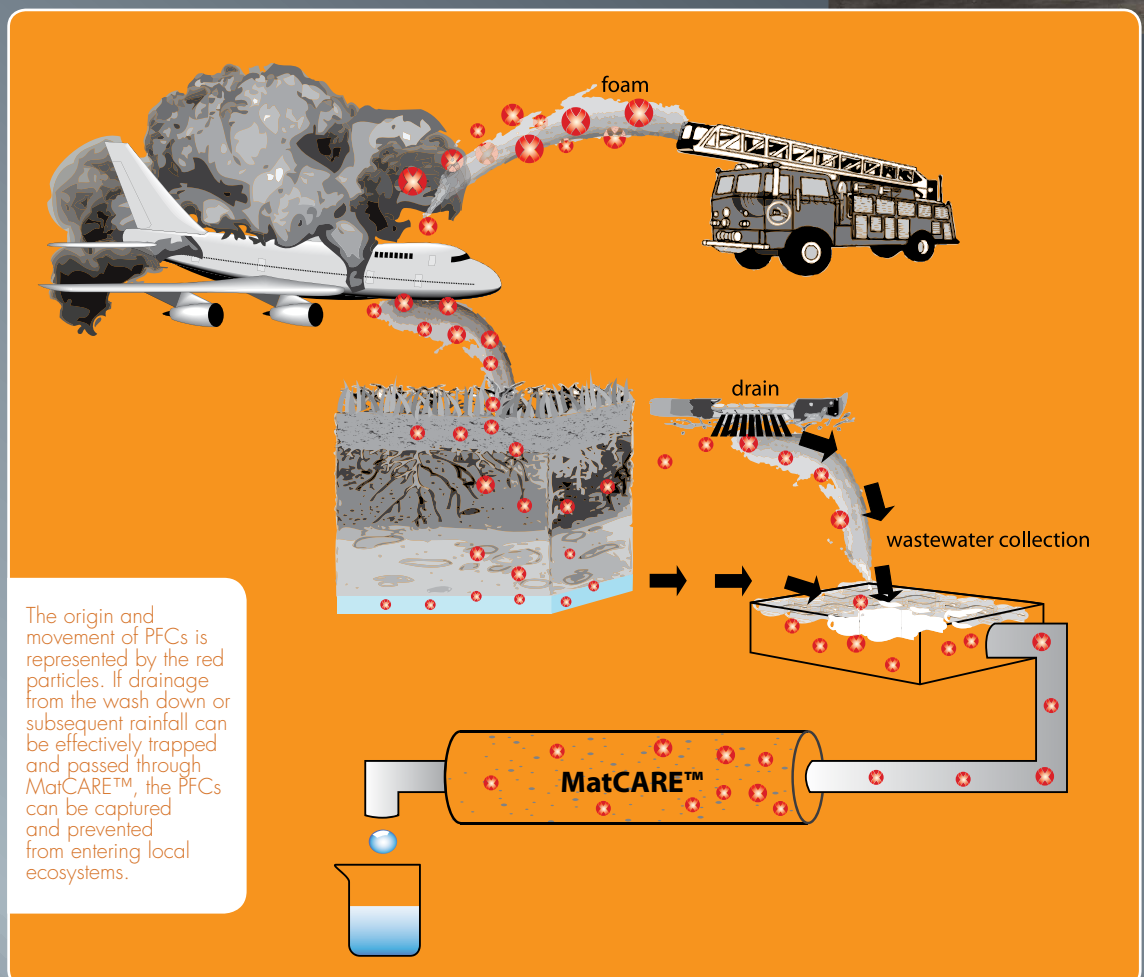 foam
drain
wastewater collection
The origin and
movement of PFCs is
represented by the red
particles. If drainage
from the wash down or
subsequent rainfall can
be effectively trapped
and passed through
MatCARE™, the PFCs
can be captured
and prevented
from entering local
ecosystems.
MatCARE™